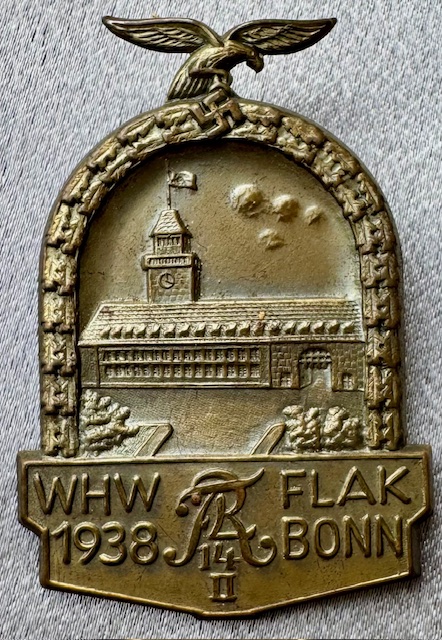 WHW FLAK
1938 BONN
14
II